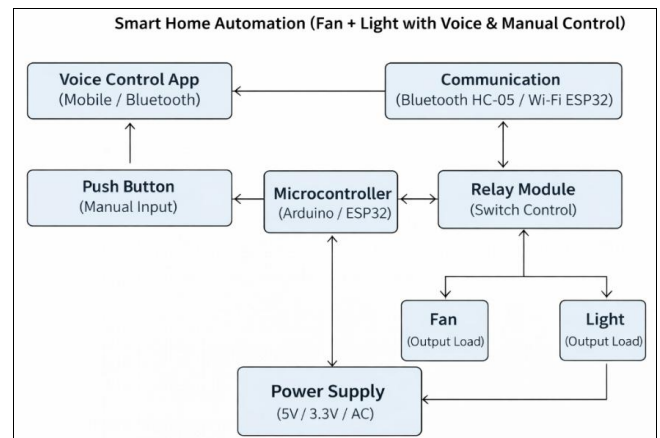 Smart Home Automation (Fan + Light with Voice & Manual Control)
Voice Control App
(Mobile / Bluetooth)
Communication
(Bluetooth HC-05 / Wi-Fi ESP32)
Push Button
(Manual Input)
Microcontroller
(Arduino / ESP32)
Relay Module
(Switch Control)
Fan
(Output Load)
Light
(Output Load)
Power Supply
(5V / 3.3V / AC)